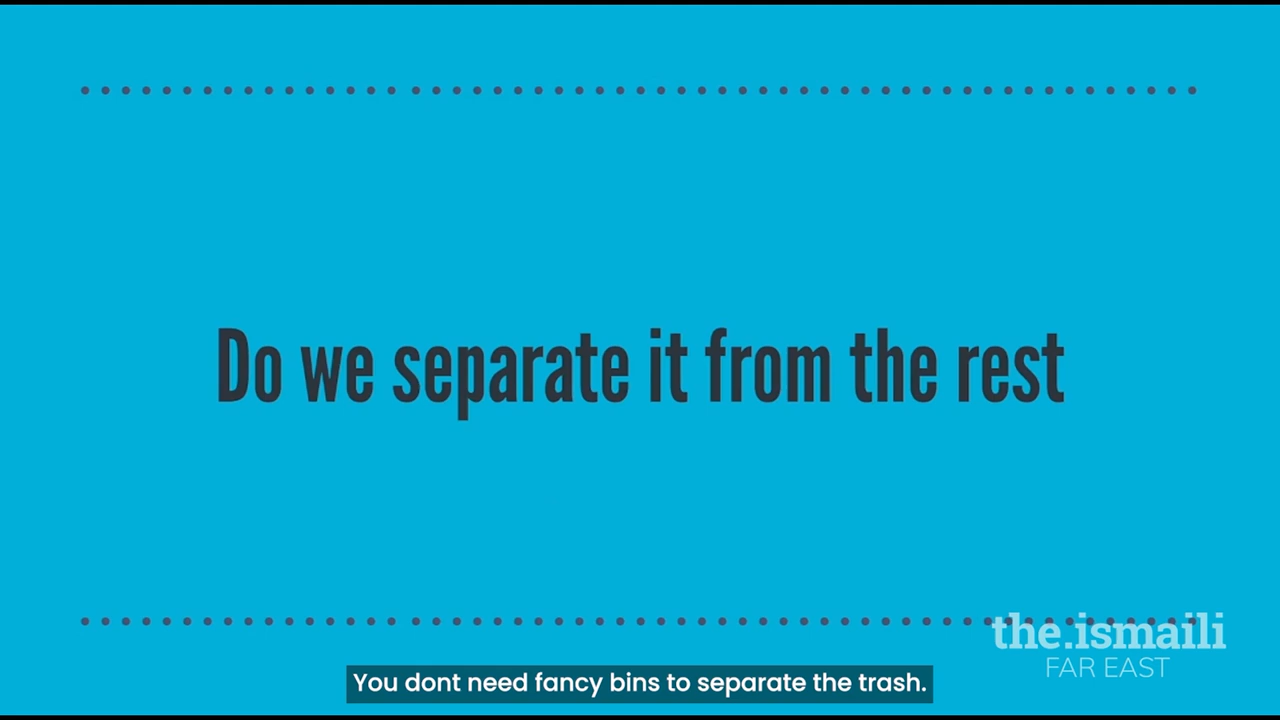 Do we separate it from the rest
the.ismaili
FAR EAST
You dont need fancy bins to separate the trash.